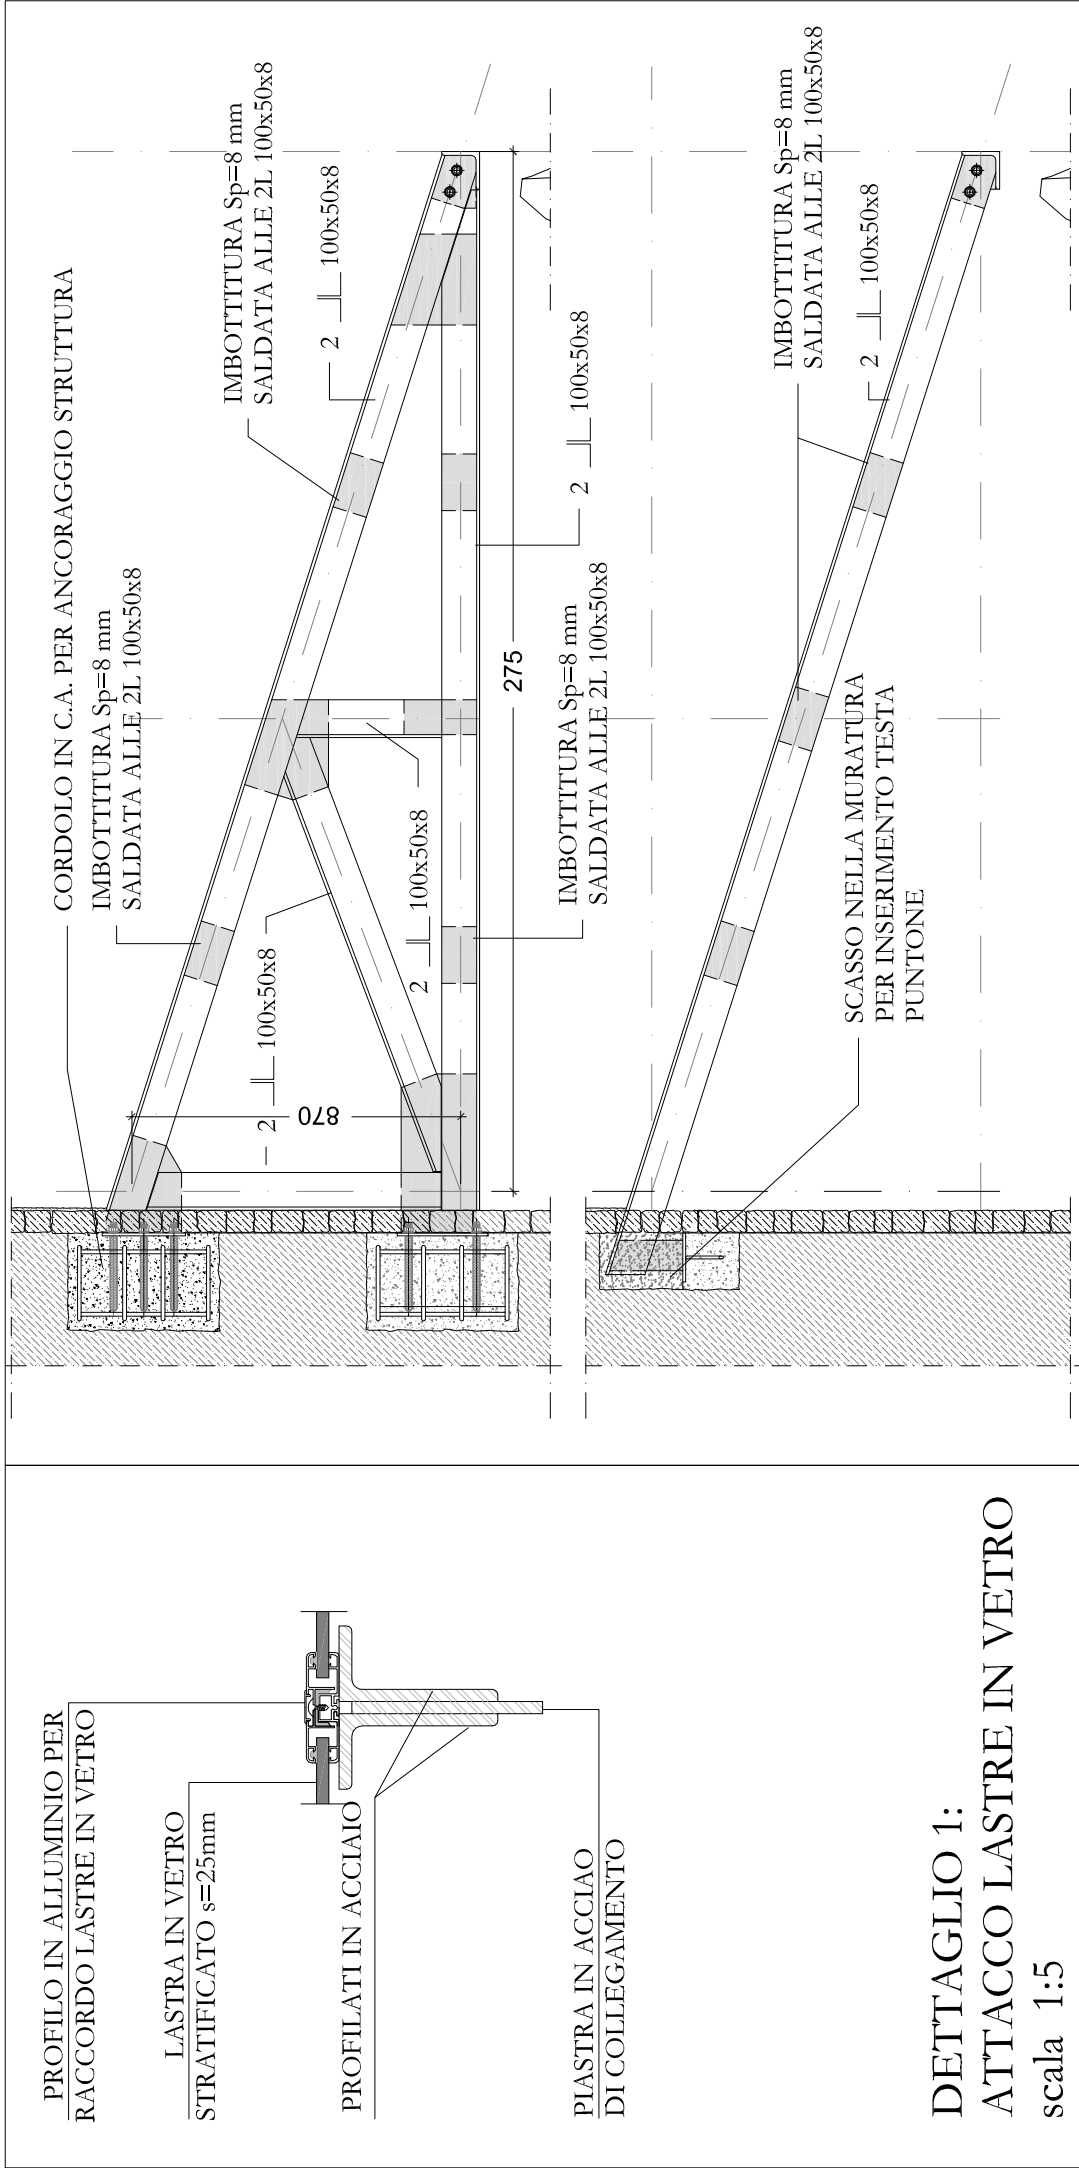 PROFILO IN ALLUMINIO PER
RACCORDO LASTRE IN VETRO
LASTRA IN VETRO
STRATIFICATO s=25mm
PROFILATI IN ACCIAIO
PIASTRA IN ACCIAO
DI COLLEGAMENTO
DETTAGLIO 1:
ATTACCO LASTRE IN VETRO
scala 1:5
CORDOLO IN C.A. PER ANCORAGGIO STRUTTURA
IMBOTTITURA Sp=8 mm
SALDATA ALLE 2L 100x50x8
IMBOTTITURA Sp=8 mm
SALDATA ALLE 2L 100x50x8
2 100x50x8
2 100x50x8
100x50x8
2 100x50x8
870
2 100x50x8
275
IMBOTTITURA Sp=8 mm
SALDATA ALLE 2L 100x50x8
IMBOTTITURA Sp=8 mm
SALDATA ALLE 2L 100x50x8
2 100x50x8
SCASSO NELLA MURATURA
PER INSERIMENTO TESTA
PUNTONE